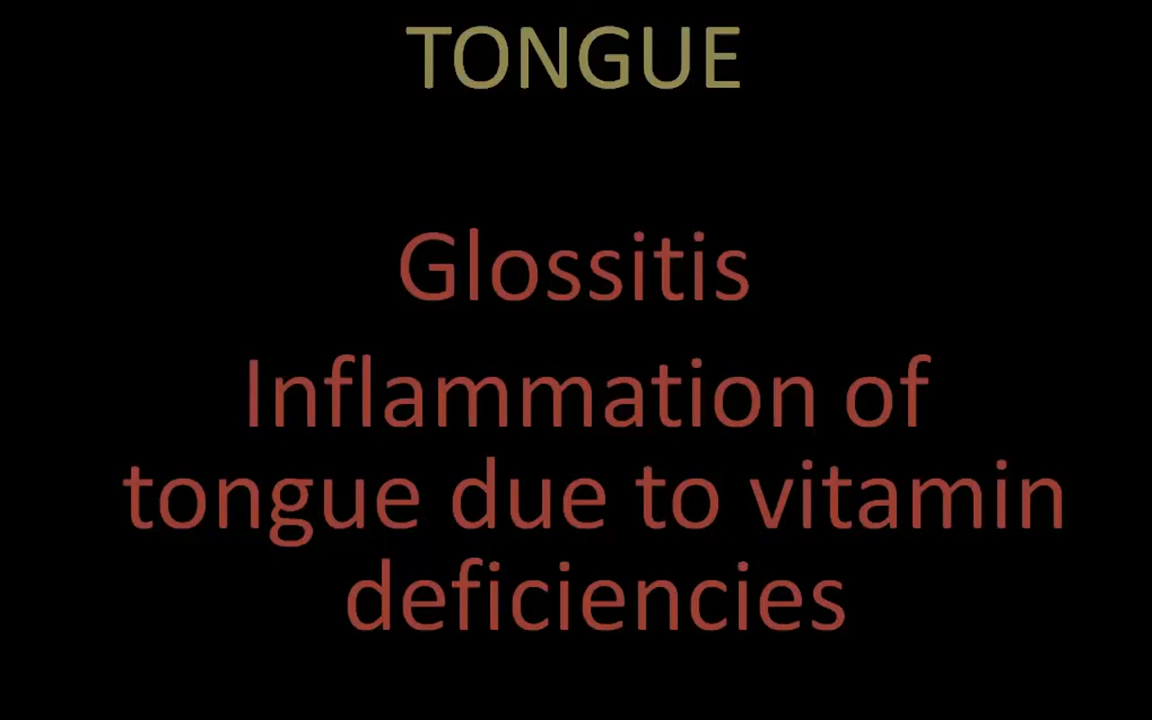 TONGUE
Glossitis
Inflammation of
tongue due to vitamin
deficiencies